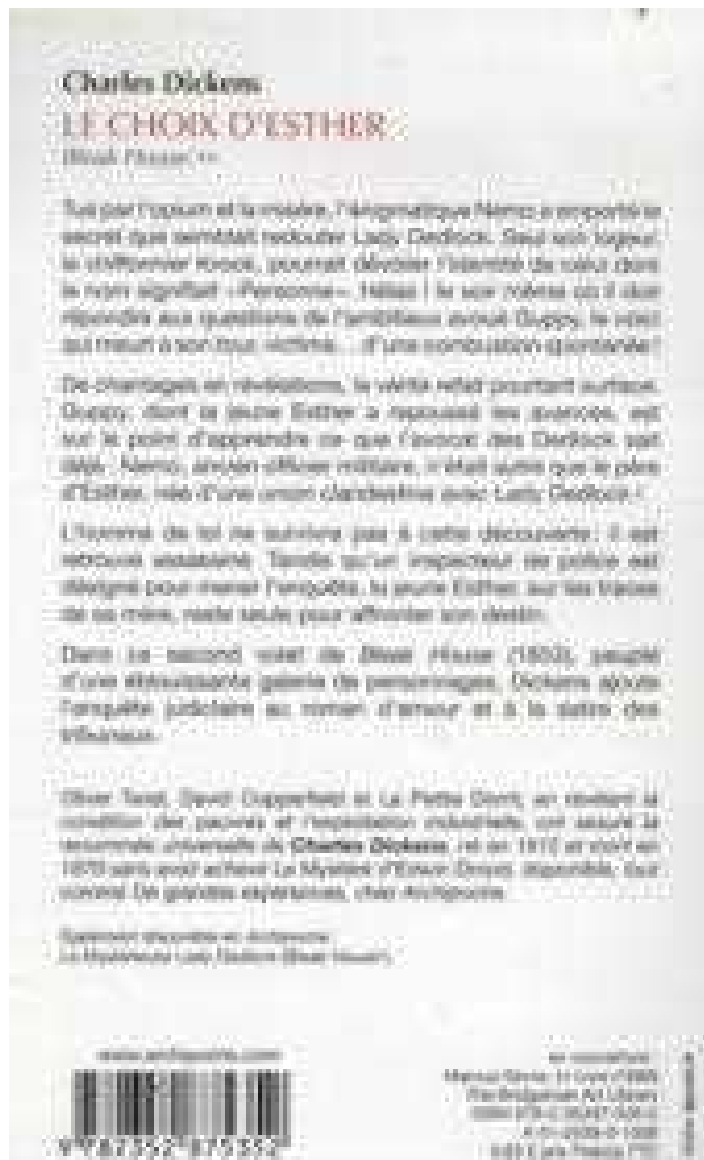 Charles Dickens
LE CHOIX D'ESTHER
Bleak House **
Tué par l'opium et la misère, l'énigmatique Nemo a emporté le
secret que semblait redouter Lady Dedlock. Seul son logeur,
le chiffonnier Krook, pourrait dévoiler l'identité de celui dont
le nom signifiait «Personne». Hélas ! le soir même où il doit
répondre aux questions de l'ambitieux avoué Guppy, le voici
qui meurt à son tour, victime... d'une combustion spontanée !
De chantages en révélations, la vérité refait pourtant surface.
Guppy, dont la jeune Esther a repoussé les avances, est
sur le point d'apprendre ce que l'avocat des Dedlock sait
déjà : Nemo, ancien officier militaire, n'était autre que le père
d'Esther, née d'une union clandestine avec Lady Dedlock !
L'homme de loi ne survivra pas à cette découverte : il est
retrouvé assassiné. Tandis qu'un inspecteur de police est
désigné pour mener l'enquête, la jeune Esther, sur les traces
de sa mère, reste seule pour affronter son destin.
Dans ce second volet de Bleak House (1853), peuplé
d'une éblouissante galerie de personnages, Dickens ajoute
l'enquête judiciaire au roman d'amour et à la satire des
tribunaux.
Oliver Twist, David Copperfield et La Petite Dorrit, en révélant la
condition des pauvres et l'exploitation industrielle, ont assuré la
renommée universelle de Charles Dickens, né en 1812 et mort en
1870 sans avoir achevé Le Mystère d'Edwin Drood, disponible, tout
comme De grandes espérances, chez Archipoche.
Également disponible en Archipoche :
La Mystérieuse Lady Dedlock (Bleak House*)
www.archipoche.com
9 782352 875352
en couverture :
The Bridgeman Art Library